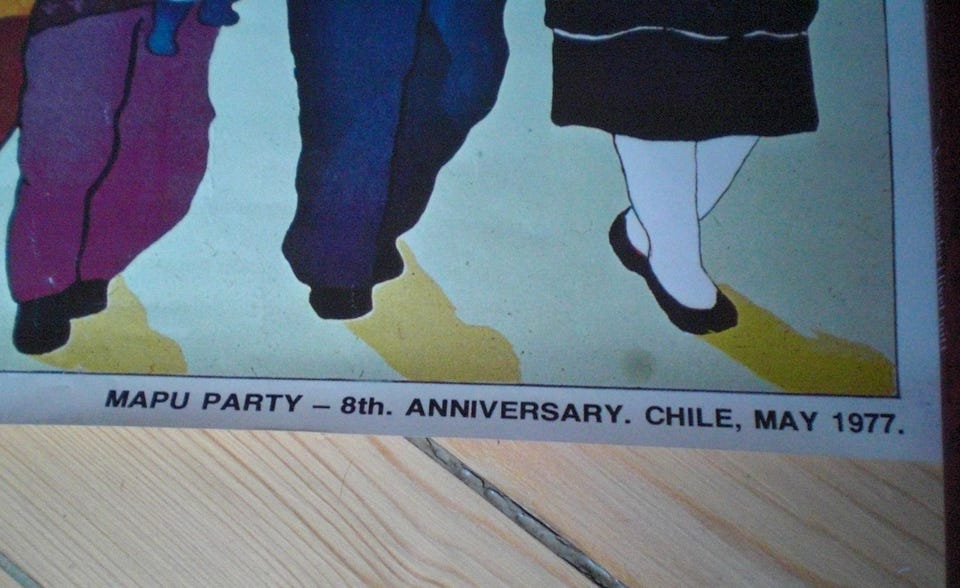 MAPU PARTY – 8th. ANNIVERSARY. CHILE, MAY 1977.